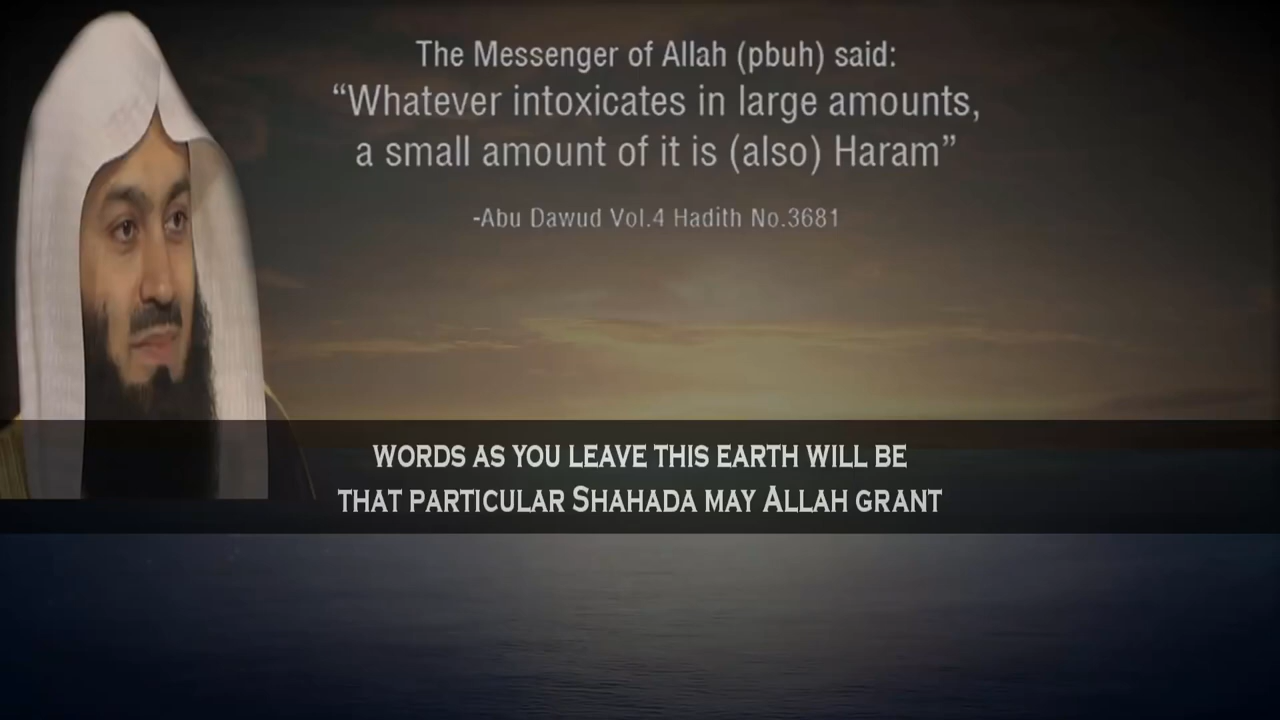 The Messenger of Allah (pbuh) said:
“Whatever intoxicates in large amounts,
a small amount of it is (also) Haram”
-Abu Dawud Vol.4 Hadith No.3681
WORDS AS YOU LEAVE THIS EARTH WILL BE
THAT PARTICULAR SHAHADA MAY ALLAH GRANT